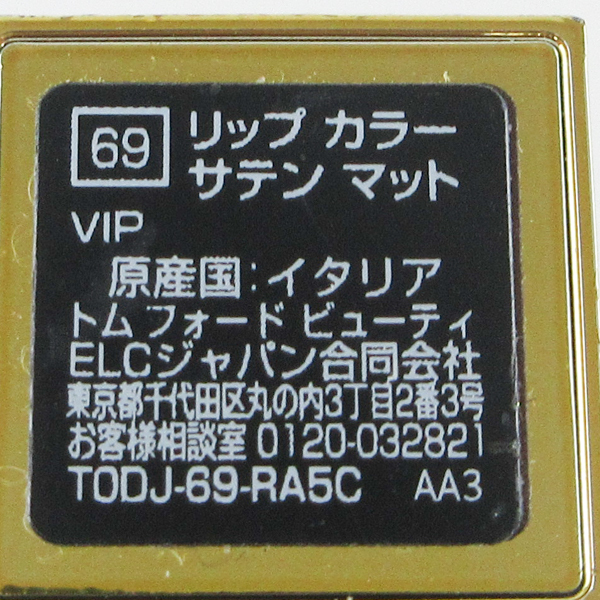 69 リップ カラー
サテン マット
VIP
原産国:イタリア
トム フォード ビューティ
ELCジャパン合同会社
東京都千代田区丸の内3丁目2番3号
お客様相談室 0120-032821
T0DJ-69-RA5C AA3